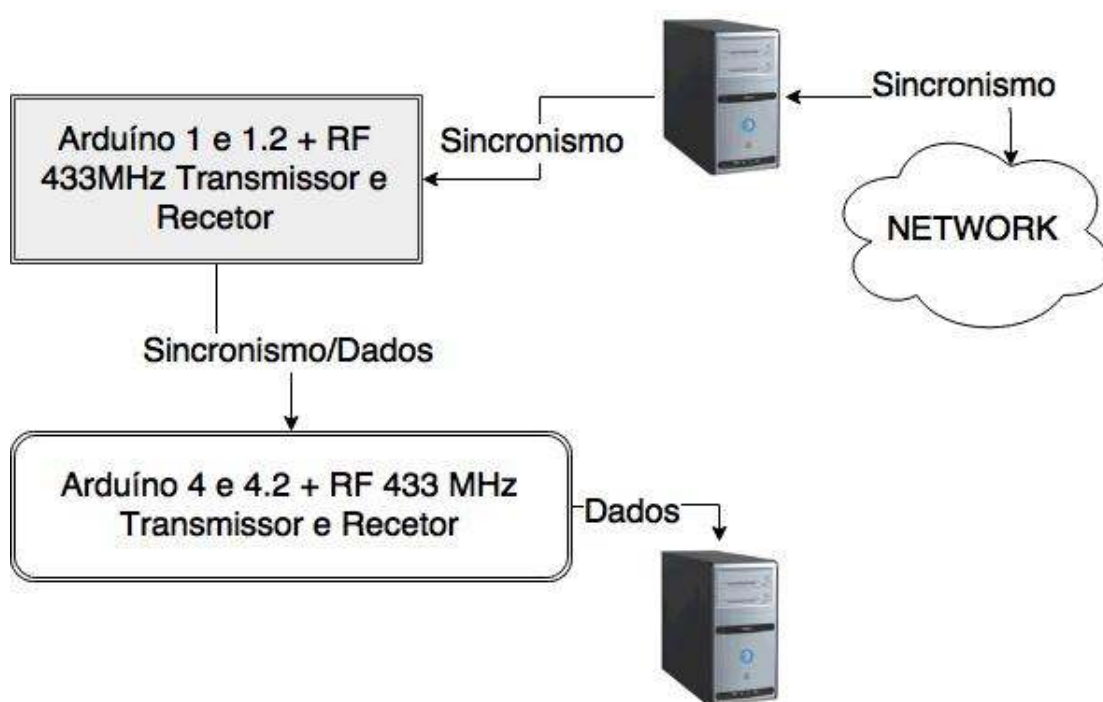 Sincronismo
Sincronismo
Arduíno 1 e 1.2 + RF
433MHz Transmissor e
Recetor
NETWORK
Sincronismo/Dados
Arduíno 4 e 4.2 + RF 433 MHz
Transmissor e Recetor
Dados